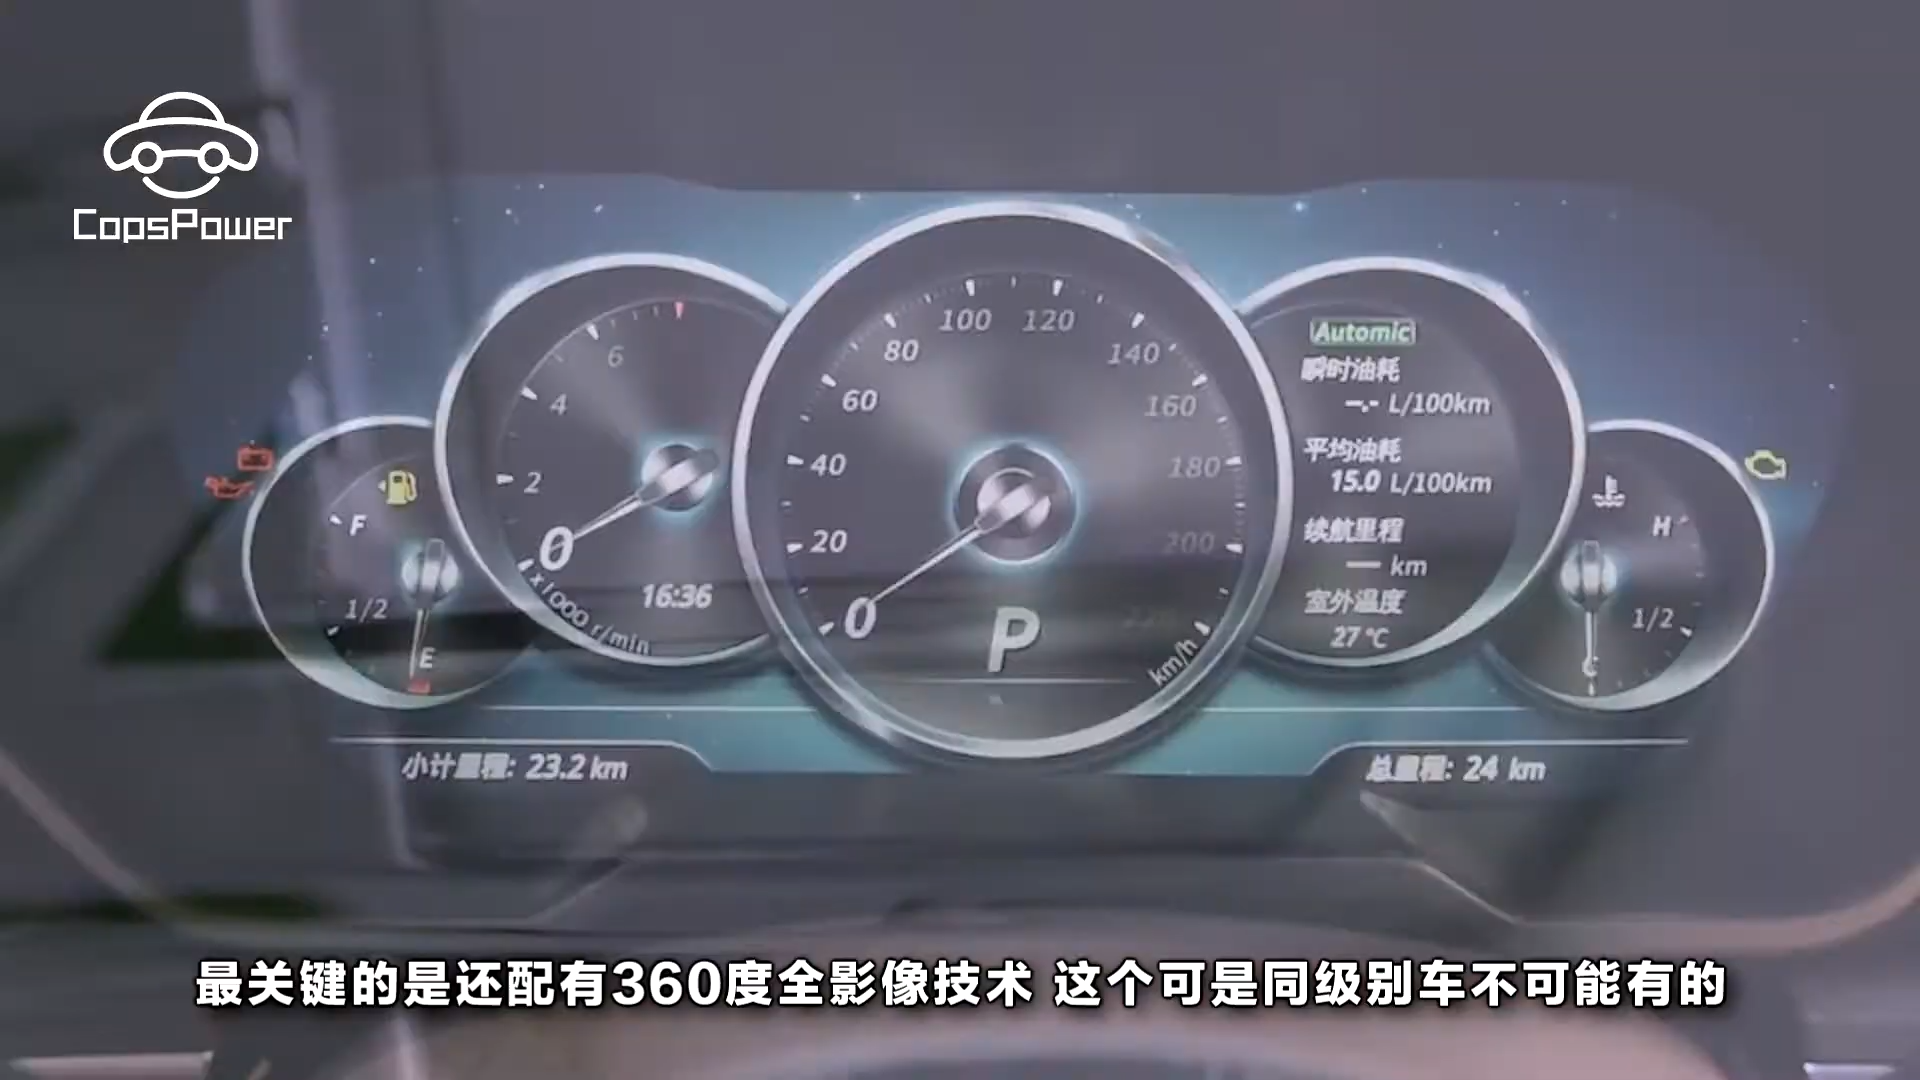 CopsPower
F
1/2
E
0
2
4
6
x1000 r/min
16:36
0
20
40
60
80
100
120
140
160
180
200
km/h
P
Automic
瞬时油耗
-.- L/100km
平均油耗
15.0 L/100km
续航里程
— km
室外温度
27℃
H
1/2
C
小计里程: 23.2 km
总里程: 24 km
最关键的是还配有360度全影像技术 这个可是同级别车不可能有的